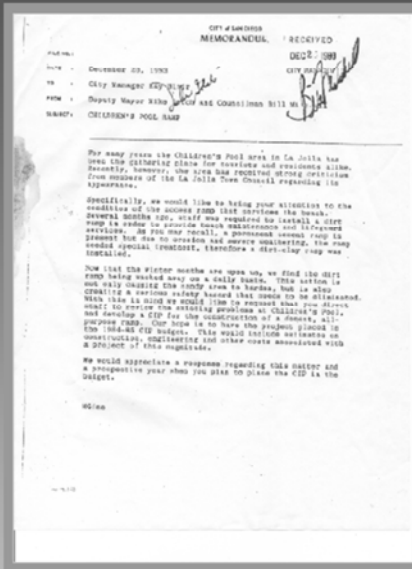 CITY of SAN DIEGO
MEMORANDUM
RECEIVED
DEC 2
CITY MANAGER
DATE :
December 20,
TO :
City Manager Ray
FROM :
Deputy Mayor Mike and Councilman Bill
SUBJECT:
CHILDREN'S POOL RAMP
For many years the Children's Pool area in La Jolla has
been the gathering place for tourists and residents alike.
Recently, however, the area has received strong criticism
from members of the La Jolla Town Council regarding its
appearance.
Specifically, we would like to bring your attention to the
condition of the access ramp that services the beach.
Several months ago, staff was required to install a dirt
ramp in order to provide beach maintenance and lifeguard
services. As you may recall, a permanent cement ramp is
present but due to erosion and severe weathering, the ramp
needed special treatment, therefore a dirt-clay ramp was
installed.
Now that the winter months are upon us, we find the dirt
ramp being washed away on a daily basis. This action is
not only causing the sandy area to harden, but is also
creating a serious safety hazard that needs to be eliminated.
With this in mind we would like to request that you direct
staff to review the existing problems at Children's Pool,
and develop a CIP for the construction of a decent, all-
purpose ramp. Our hope is to have the project placed in
the 1984-85 CIP budget. This would include estimates on
construction, engineering and other costs associated with
a project of this magnitude.
We would appreciate a response regarding this matter and
a prospective year when you plan to place the CIP in the
budget.